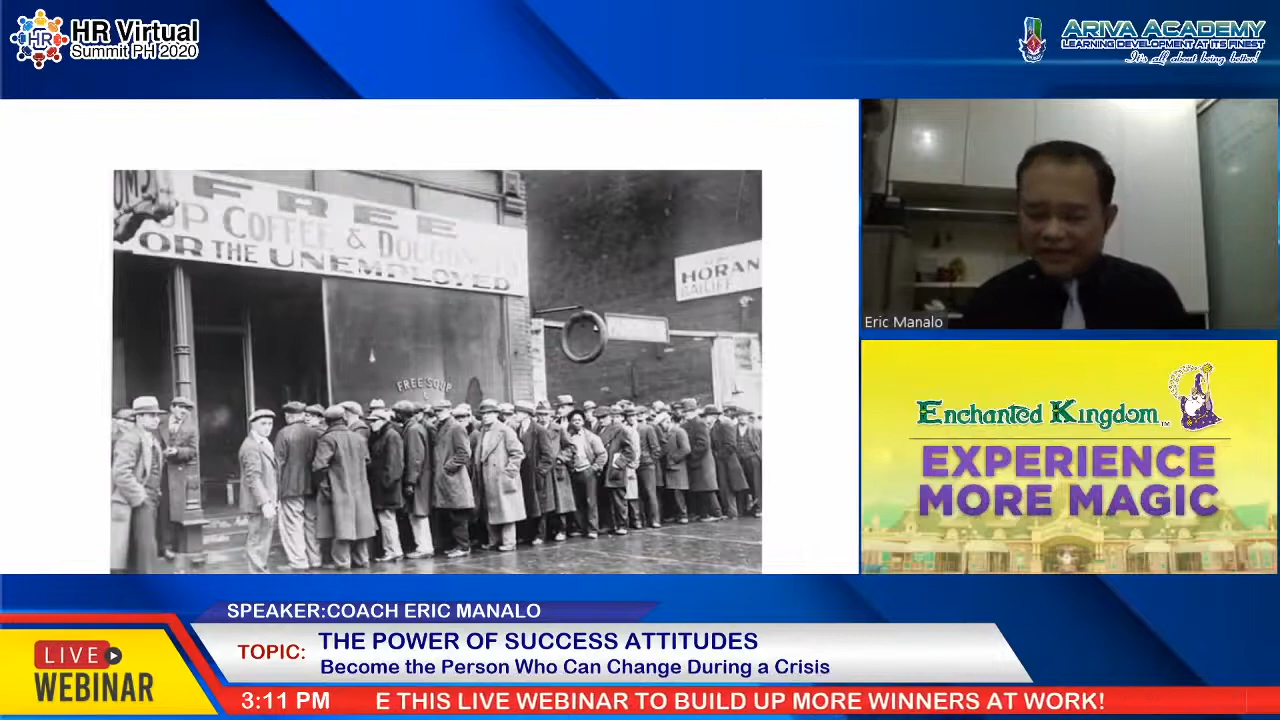 HR Virtual
Summit PH 2020
HR
ARIVA ACADEMY
LEARNING DEVELOPMENT AT ITS FINEST
It's all about being better!
FREE
COFFEE &
THE UNEMPLOYED
HORAN
FREE SOUP
Eric Manalo
Enchanted Kingdom
EXPERIENCE
MORE MAGIC
SPEAKER:COACH ERIC MANALO
TOPIC: THE POWER OF SUCCESS ATTITUDES
Become the Person Who Can Change During a Crisis
LIVE
WEBINAR
3:11 PM E THIS LIVE WEBINAR TO BUILD UP MORE WINNERS AT WORK!